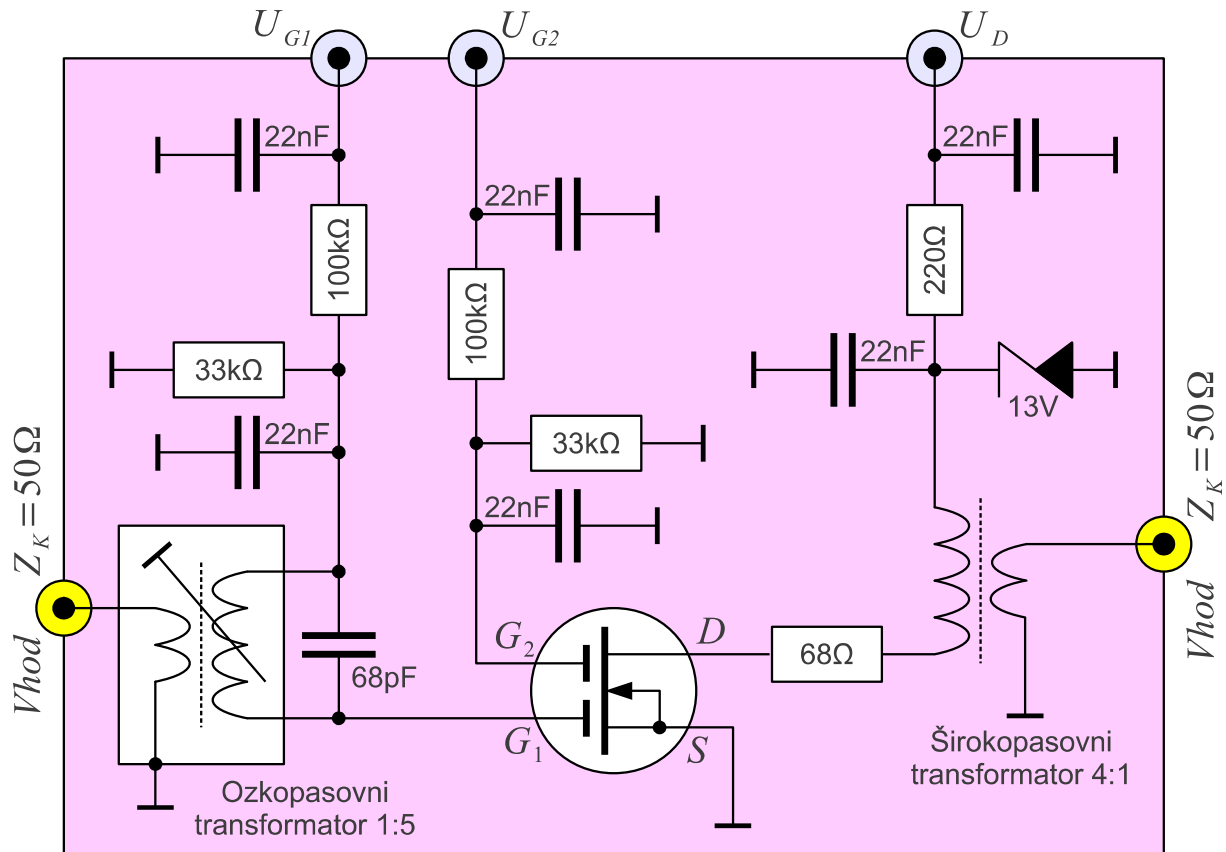 U_G1
U_G2
U_D
22nF
22nF
22nF
100kΩ
100kΩ
220Ω
33kΩ
22nF
13V
22nF
33kΩ
22nF
Z_K=50Ω
Vhod
Z_K=50Ω
Vhod
68pF
G_2
D
68Ω
G_1
S
Ozkopasovni
transformator 1:5
Širokopasovni
transformator 4:1